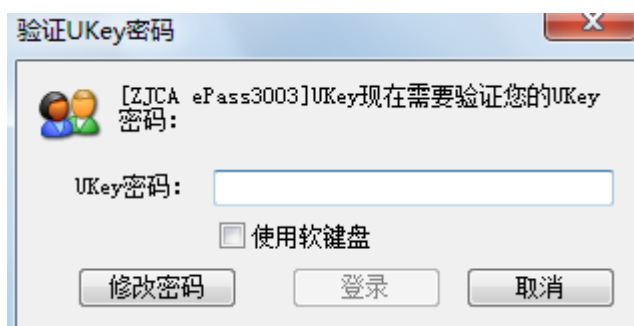 验证UKey密码
[ZJCA ePass3003]UKey现在需要验证您的UKey
密码：
UKey密码：
使用软键盘
修改密码 登录 取消